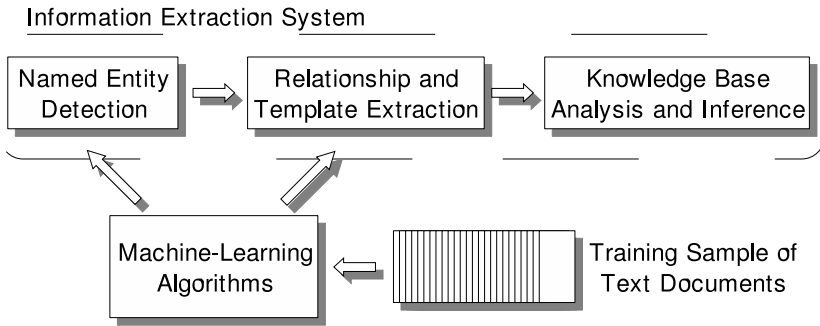 Information Extraction System
Named Entity
Detection
Relationship and
Template Extraction
Knowledge Base
Analysis and Inference
Machine-Learning
Algorithms
Training Sample of
Text Documents